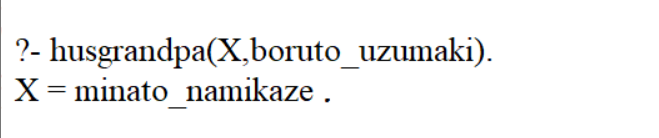 ?- husgrandpa(X,boruto_uzumaki).
X = minato_namikaze .